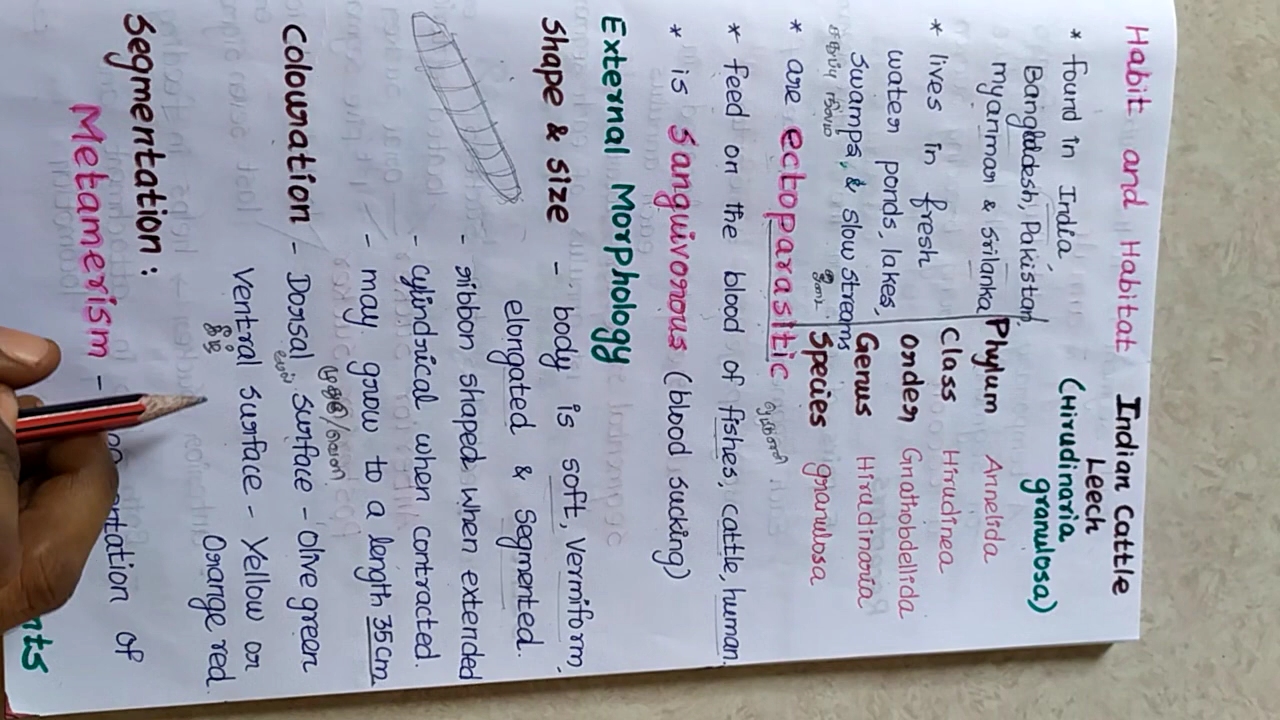 Habit and Habitat
* found in India,
Bangladesh, Pakistan,
myanmar & srilanka
* lives in fresh
water ponds, lakes,
swamps, & slow streams
* are ectoparasitic
* feed on the blood of fishes, cattle, human.
* is sanguivorous (blood sucking)
Indian Cattle
Leech
(Hirudinaria
granulosa)
Phylum Annelida
Class Hirudinea
order Gnathobdellida
Genus Hirudinaria
Species granulosa
External Morphology
Shape & size - body is soft, vermiform,
elongated & segmented.
- ribbon shaped when extended
- cylindrical when contracted.
- may grow to a length 35cm
Colouration - Dorsal surface - Olive green
ventral surface - Yellow or
Orange red.
Segmentation:
Metamerism - of
nts